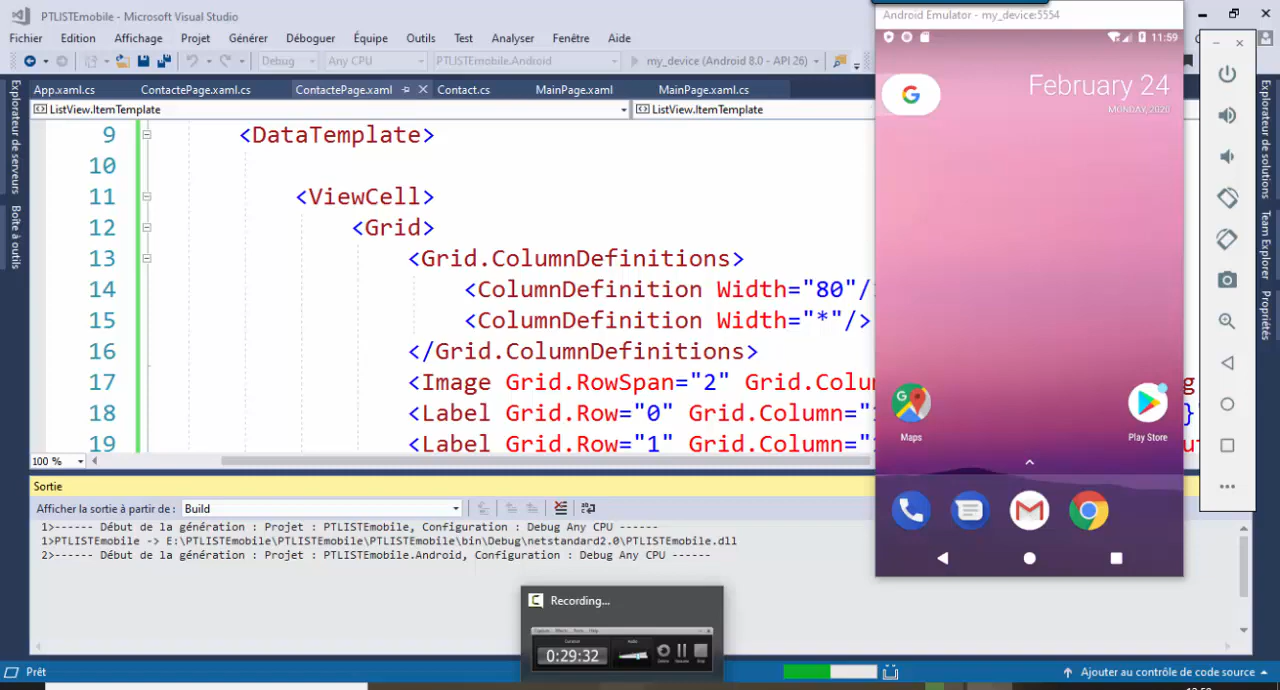 PTLISTEmobile - Microsoft Visual Studio
Fichier Edition Affichage Projet Générer Déboguer Équipe Outils Test Analyser Fenêtre Aide
Debug Any CPU PTLISTEmobile.Android my_device (Android 8.0 - API 26)
App.xaml.cs ContactePage.xaml.cs ContactePage.xaml Contact.cs MainPage.xaml MainPage.xaml.cs
ListView.ItemTemplate ListView.ItemTemplate
9 <DataTemplate>
10
11 <ViewCell>
12 <Grid>
13 <Grid.ColumnDefinitions>
14 <ColumnDefinition Width="80"/
15 <ColumnDefinition Width="*"/>
16 </Grid.ColumnDefinitions>
17 <Image Grid.RowSpan="2" Grid.Colu
18 <Label Grid.Row="0" Grid.Column=
19 <Label Grid.Row="1" Grid.Column=
100 %
Sortie
Afficher la sortie à partir de : Build
1>------ Début de la génération : Projet : PTLISTEmobile, Configuration : Debug Any CPU ------
1>PTLISTEmobile -> E:\PTLISTEmobile\PTLISTEmobile\PTLISTEmobile\bin\Debug\netstandard2.0\PTLISTEmobile.dll
2>------ Début de la génération : Projet : PTLISTEmobile.Android, Configuration : Debug Any CPU ------
Recording...
0:29:32
Prêt
Ajouter au contrôle de code source
Explorateur de serveurs
Boîte à outils
Android Emulator - my_device:5554
11:59
G
February 24
MONDAY, 2020
Maps
Play Store
Explorateur de solutions
Team Explorer
Propriétés